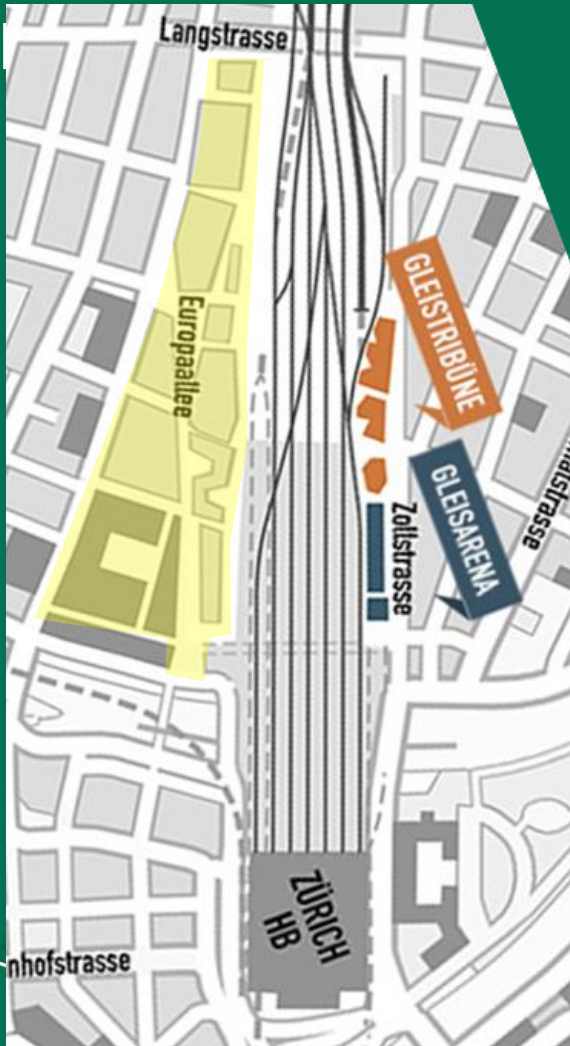 Langstrasse
GLEISTRIBÜNE
Europaallee
GLEISARENA
Zollstrasse
ZÜRICH
HB
nhofstrasse